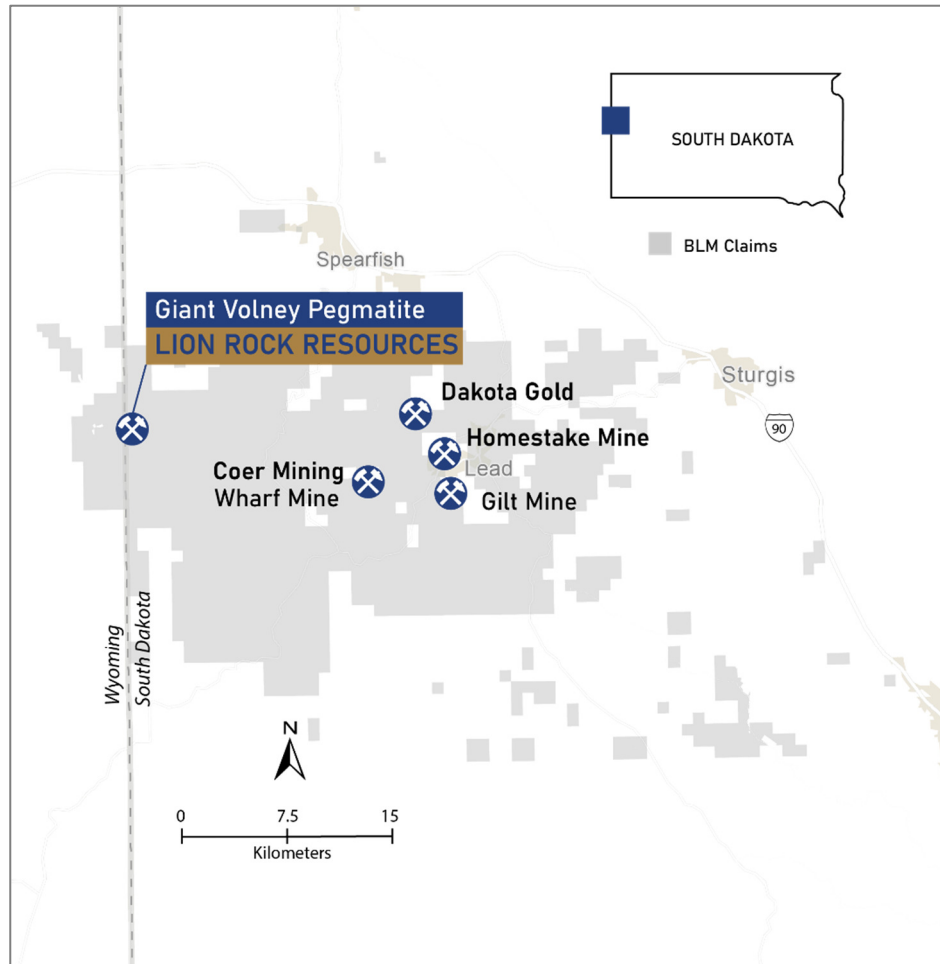 SOUTH DAKOTA
BLM Claims
Spearfish
Giant Volney Pegmatite
LION ROCK RESOURCES
Sturgis
90
Dakota Gold
Homestake Mine
Lead
Coer Mining
Wharf Mine
Gilt Mine
Wyoming
South Dakota
N
0 7.5 15
Kilometers